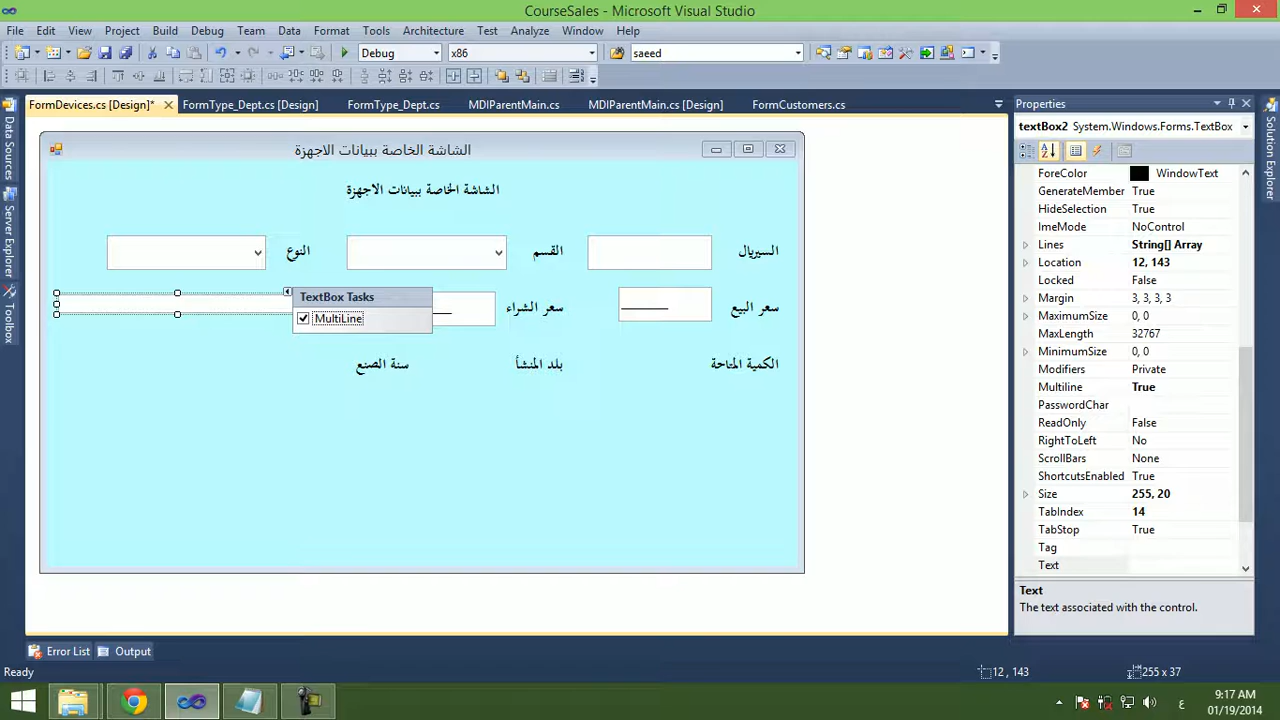 CourseSales - Microsoft Visual Studio
File Edit View Project Build Debug Team Data Format Tools Architecture Test Analyze Window Help
Debug x86 saeed
FormDevices.cs [Design]* FormType_Dept.cs [Design] FormType_Dept.cs MDIParentMain.cs MDIParentMain.cs [Design] FormCustomers.cs
Data Sources
Server Explorer
Toolbox
الشاشة الخاصة ببيانات الاجهزة
الشاشة الخاصة ببيانات الاجهزة
السيريال القسم النوع
سعر البيع سعر الشراء
TextBox Tasks
MultiLine
الكمية المتاحة بلد المنشأ سنة الصنع
Properties
textBox2 System.Windows.Forms.TextBox
ForeColor WindowText
GenerateMember True
HideSelection True
ImeMode NoControl
Lines String[] Array
Location 12, 143
Locked False
Margin 3, 3, 3, 3
MaximumSize 0, 0
MaxLength 32767
MinimumSize 0, 0
Modifiers Private
Multiline True
PasswordChar
ReadOnly False
RightToLeft No
ScrollBars None
ShortcutsEnabled True
Size 255, 20
TabIndex 14
TabStop True
Tag
Text
Text
The text associated with the control.
Solution Explorer
Error List Output
Ready 12 , 143 255 x 37
ع 9:17 AM
01/19/2014